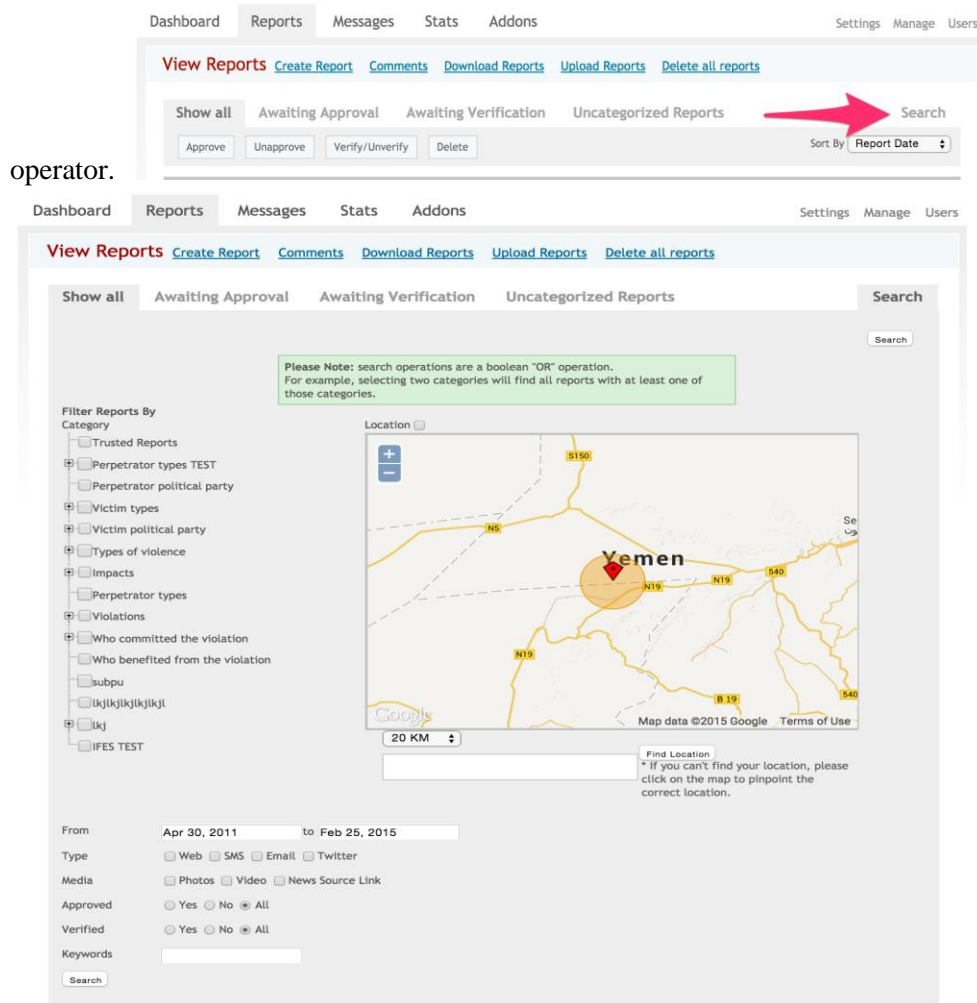 Dashboard Reports Messages Stats Addons Settings Manage Users
View Reports Create Report Comments Download Reports Upload Reports Delete all reports
Show all Awaiting Approval Awaiting Verification Uncategorized Reports Search
Approve Unapprove Verify/Unverify Delete Sort By Report Date
operator.
Dashboard Reports Messages Stats Addons Settings Manage Users
View Reports Create Report Comments Download Reports Upload Reports Delete all reports
Show all Awaiting Approval Awaiting Verification Uncategorized Reports Search
Search
Please Note: search operations are a boolean "OR" operation.
For example, selecting two categories will find all reports with at least one of
those categories.
Filter Reports By
Category
Trusted Reports
Perpetrator types TEST
Perpetrator political party
Victim types
Victim political party
Types of violence
Impacts
Perpetrator types
Violations
Who committed the violation
Who benefited from the violation
subpu
lkjlkjlkjlkjlkjl
lkj
IFES TEST
Location
+
−
S150
N5
Se
Yemen
N19 N19 540
N19
B 19 540
Google Map data ©2015 Google Terms of Use
20 KM
Find Location
* If you can't find your location, please
click on the map to pinpoint the
correct location.
From Apr 30, 2011 to Feb 25, 2015
Type Web SMS Email Twitter
Media Photos Video News Source Link
Approved Yes No All
Verified Yes No All
Keywords
Search